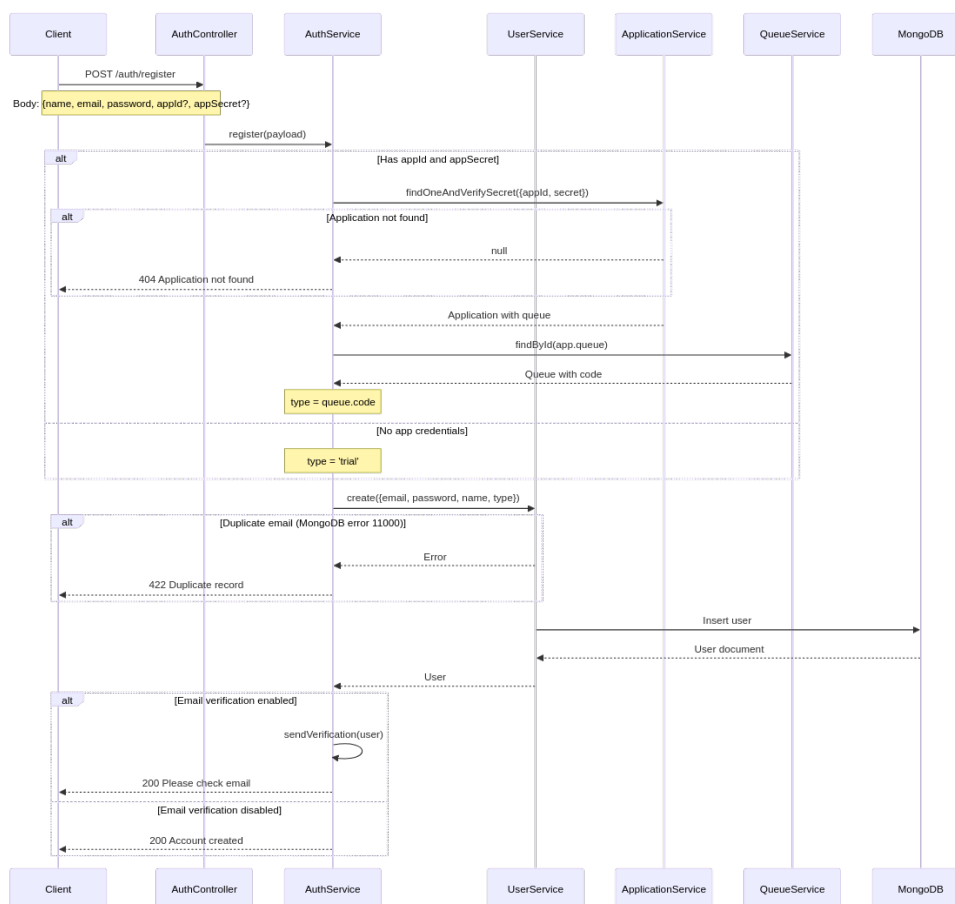 Client
AuthController
AuthService
UserService
ApplicationService
QueueService
MongoDB
POST /auth/register
Body: {name, email, password, appId?, appSecret?}
register(payload)
alt
[Has appId and appSecret]
findOneAndVerifySecret({appId, secret})
alt
[Application not found]
null
404 Application not found
Application with queue
findById(app.queue)
Queue with code
type = queue.code
[No app credentials]
type = 'trial'
create({email, password, name, type})
alt
[Duplicate email (MongoDB error 11000)]
Error
422 Duplicate record
Insert user
User document
User
alt
[Email verification enabled]
sendVerification(user)
200 Please check email
[Email verification disabled]
200 Account created
Client
AuthController
AuthService
UserService
ApplicationService
QueueService
MongoDB